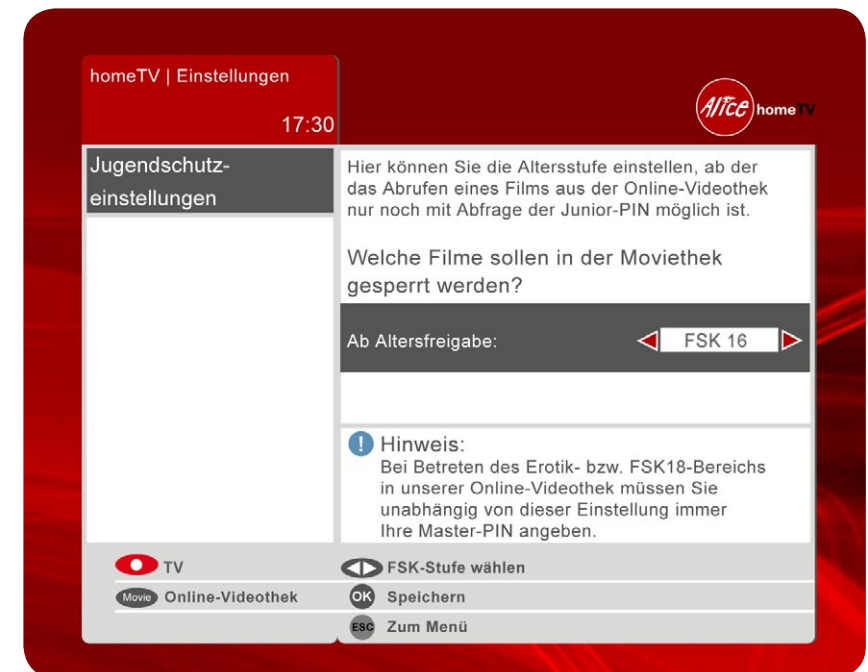 homeTV | Einstellungen
17:30
Alice homeTV
Jugendschutz-
einstellungen
Hier können Sie die Altersstufe einstellen, ab der
das Abrufen eines Films aus der Online-Videothek
nur noch mit Abfrage der Junior-PIN möglich ist.
Welche Filme sollen in der Moviethek
gesperrt werden?
Ab Altersfreigabe:
FSK 16
! Hinweis:
Bei Betreten des Erotik- bzw. FSK18-Bereichs
in unserer Online-Videothek müssen Sie
unabhängig von dieser Einstellung immer
Ihre Master-PIN angeben.
TV
FSK-Stufe wählen
Movie Online-Videothek
OK Speichern
ESC Zum Menü